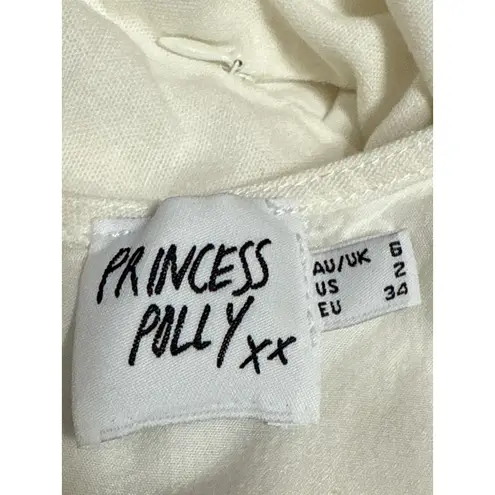 PRINCESS
POLLY xx
AU/UK 6
US 2
EU 34